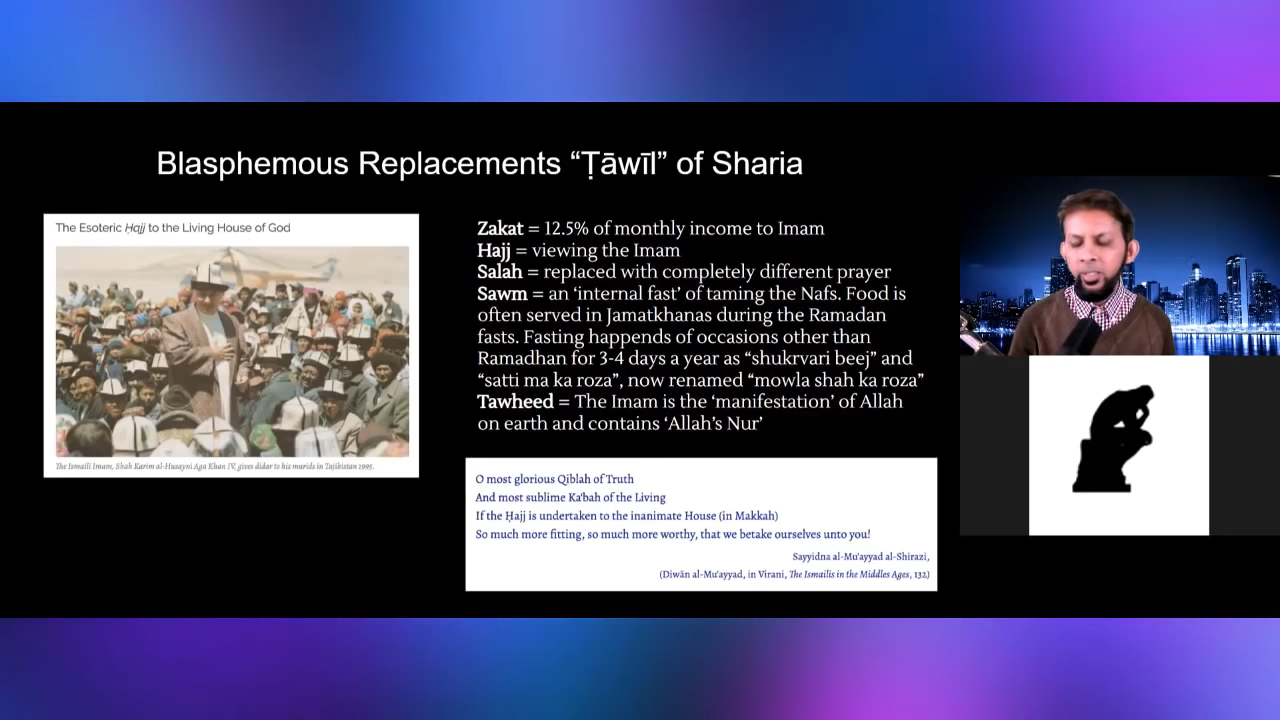 Blasphemous Replacements “Ṭāwīl” of Sharia
The Esoteric Ḥajj to the Living House of God
The Ismaili Imam, Shah Karim al-Husayni Aga Khan IV, gives didar to his murids in Tajikistan 1995.
Zakat = 12.5% of monthly income to Imam
Hajj = viewing the Imam
Salah = replaced with completely different prayer
Sawm = an ‘internal fast’ of taming the Nafs. Food is
often served in Jamatkhanas during the Ramadan
fasts. Fasting happends of occasions other than
Ramadhan for 3-4 days a year as “shukrvari beej” and
“satti ma ka roza”, now renamed “mowla shah ka roza”
Tawheed = The Imam is the ‘manifestation’ of Allah
on earth and contains ‘Allah’s Nur’
O most glorious Qiblah of Truth
And most sublime Ka‘bah of the Living
If the Ḥajj is undertaken to the inanimate House (in Makkah)
So much more fitting, so much more worthy, that we betake ourselves unto you!
Sayyidna al-Mu’ayyad al-Shirazi,
(Dīwān al-Mu’ayyad, in Virani, The Ismailis in the Middles Ages, 132)